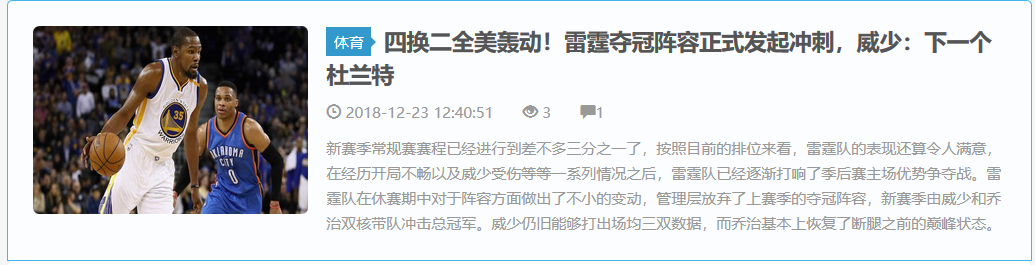 体育
四换二全美轰动！雷霆夺冠阵容正式发起冲刺，威少：下一个
杜兰特
2018-12-23 12:40:51 3 1
新赛季常规赛赛程已经进行到差不多三分之一了，按照目前的排位来看，雷霆队的表现还算令人满意，
在经历开局不畅以及威少受伤等等一系列情况之后，雷霆队已经逐渐打响了季后赛主场优势争夺战。雷
霆队在休赛期中对于阵容方面做出了不小的变动，管理层放弃了上赛季的夺冠阵容，新赛季由威少和乔
治双核带队冲击总冠军。威少仍旧能够打出场均三双数据，而乔治基本上恢复了断腿之前的巅峰状态。
35
WARRIORS
OKLAHOMA
CITY
0